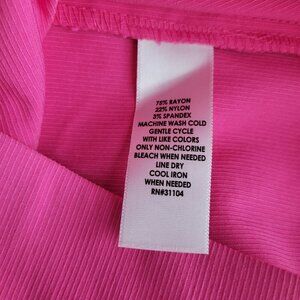 75% RAYON
22% NYLON
3% SPANDEX
MACHINE WASH COLD
GENTLE CYCLE
WITH LIKE COLORS
ONLY NON-CHLORINE
BLEACH WHEN NEEDED
LINE DRY
COOL IRON
WHEN NEEDED
RN#31104